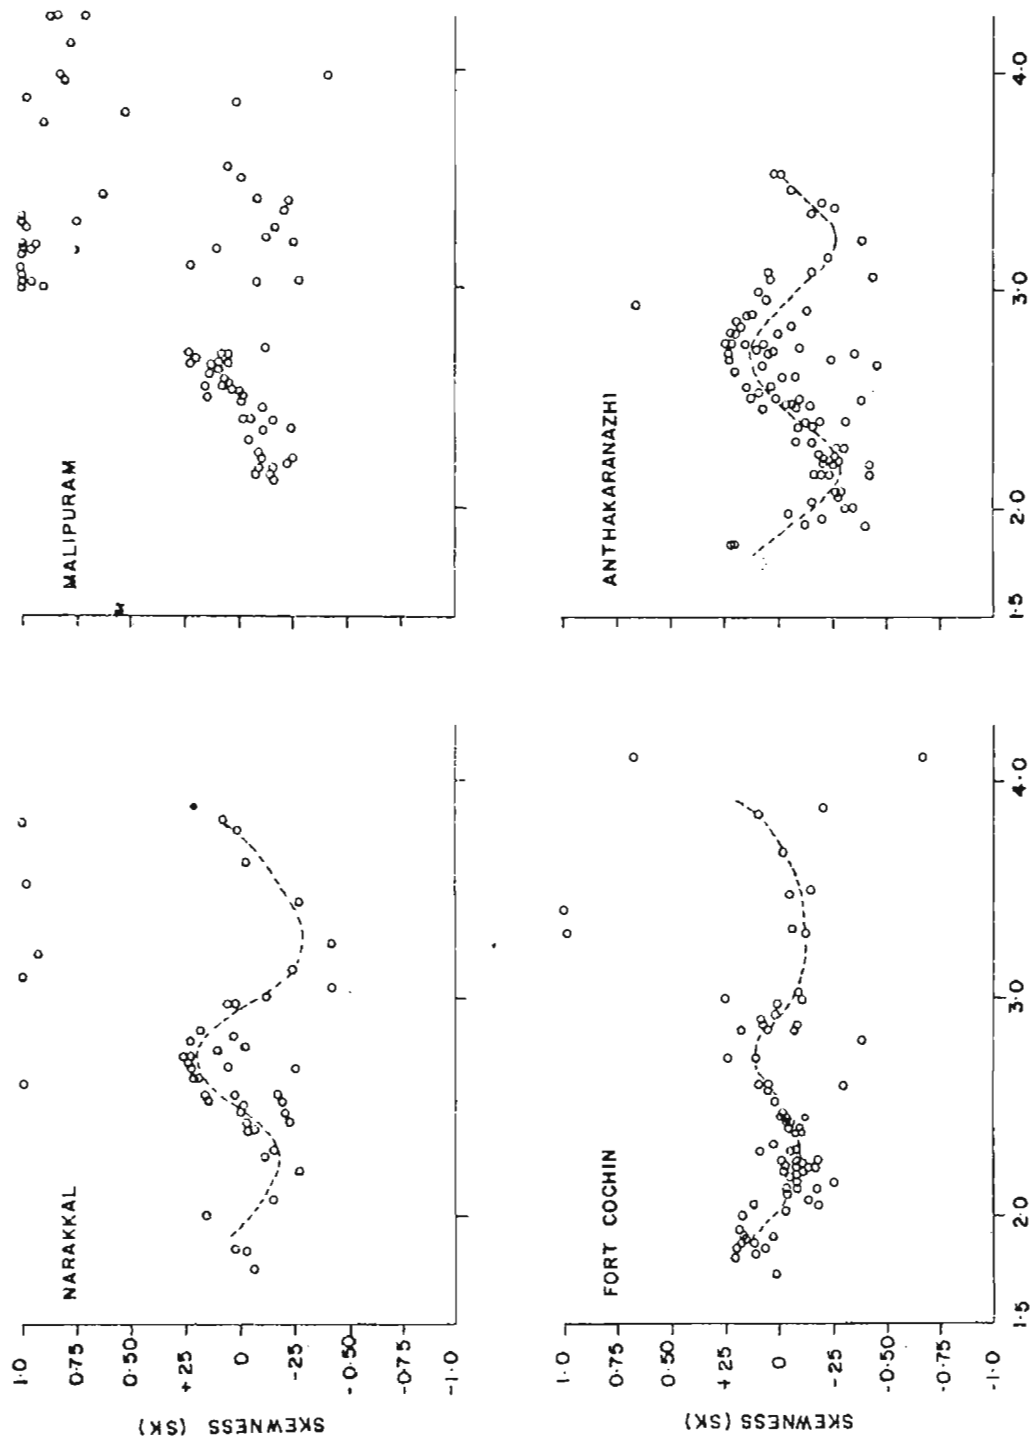 NARAKKAL
MALIPURAM
SKEWNESS (SK)
1·0
0·75
0·50
+·25
0
-·25
-0·50
-0·75
-1·0
FORT COCHIN
ANTHAKARANAZHI
SKEWNESS (SK)
1·0
0·75
0·50
+·25
0
-·25
-0·50
-0·75
-1·0
1·5 2·0 3·0 4·0
1·5 2·0 3·0 4·0